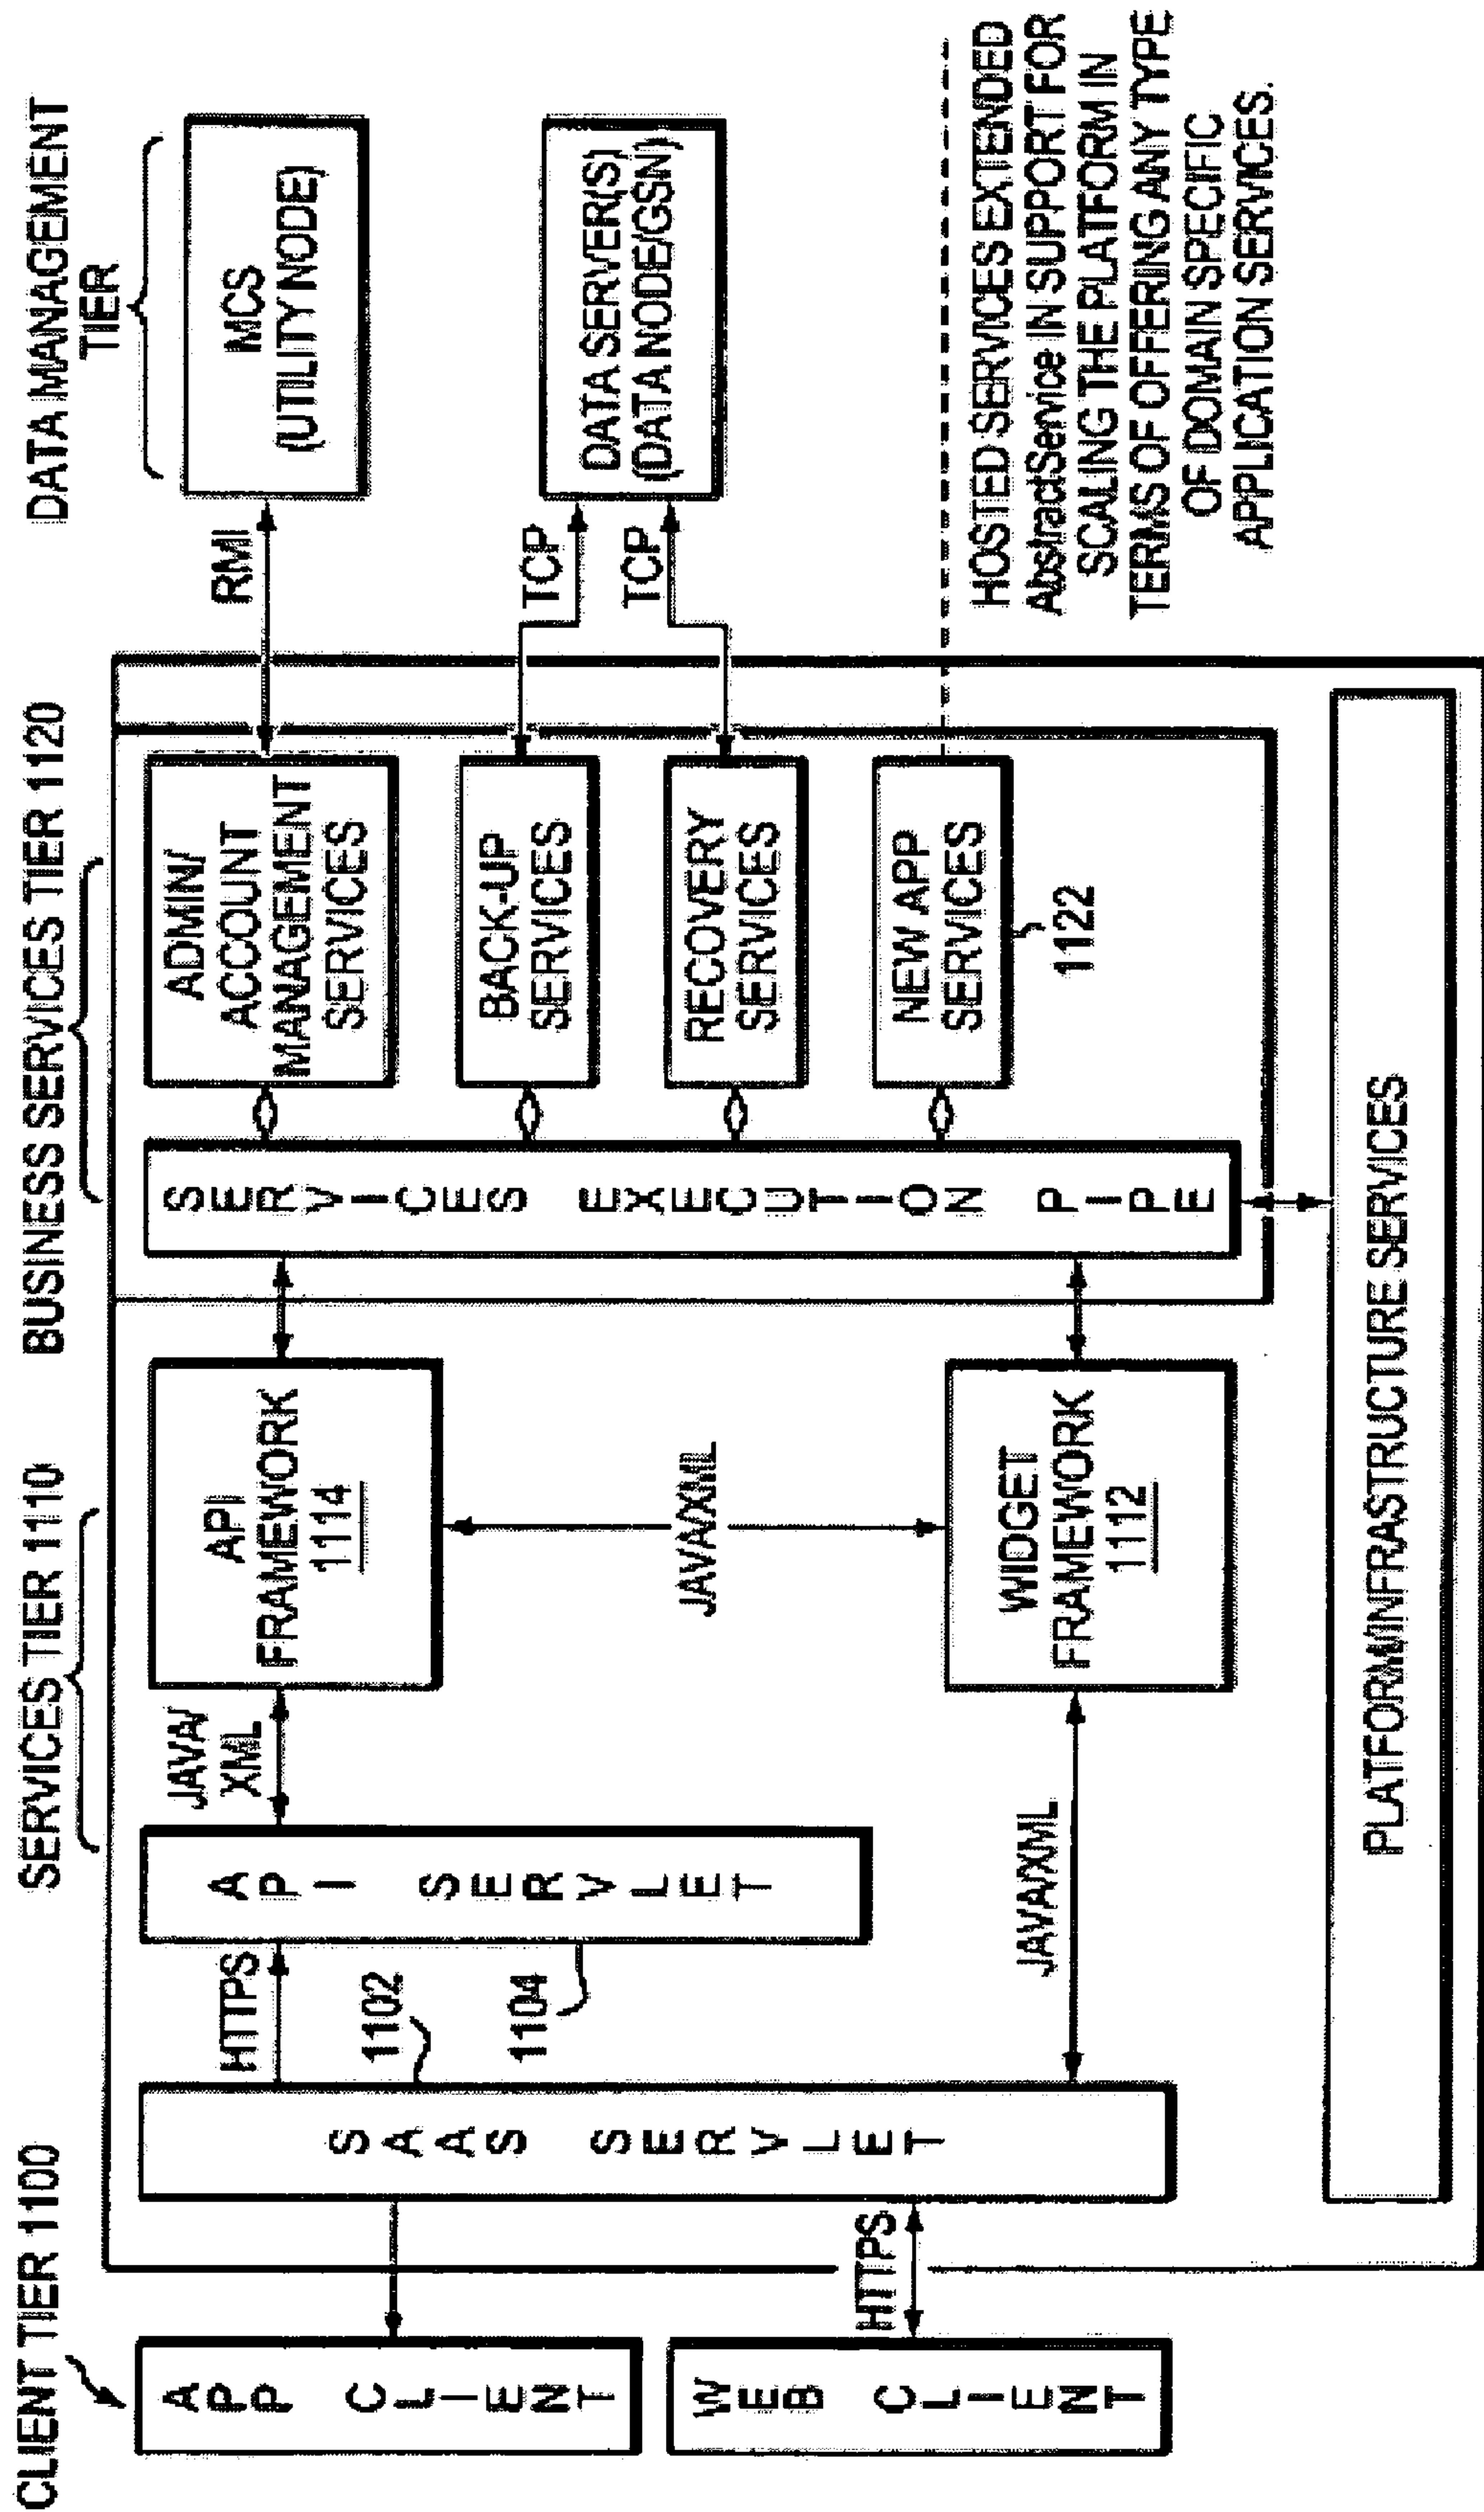 CLIENT TIER 1100
SERVICES TIER 1110
BUSINESS SERVICES TIER 1120
DATA MANAGEMENT
TIER
APP CLIENT
WEB CLIENT
HTTPS
SAAS SERVLET
HTTPS
1102
1104
API SERVLET
JAVA/
XML
JAVA/XML
API
FRAMEWORK
1114
JAVA/XML
WIDGET
FRAMEWORK
1112
SERVICES EXECUTION PIPE
ADMIN/
ACCOUNT
MANAGEMENT
SERVICES
BACK-UP
SERVICES
RECOVERY
SERVICES
NEW APP
SERVICES
1122
RMI
TCP
TCP
MCS
(UTILITY NODE)
DATA SERVER(S)
(DATA NODE/GSN)
HOSTED SERVICES EXTENDED
AbstractService IN SUPPORT FOR
SCALING THE PLATFORM IN
TERMS OF OFFERING ANY TYPE
OF DOMAIN SPECIFIC
APPLICATION SERVICES.
PLATFORM/INFRASTRUCTURE SERVICES